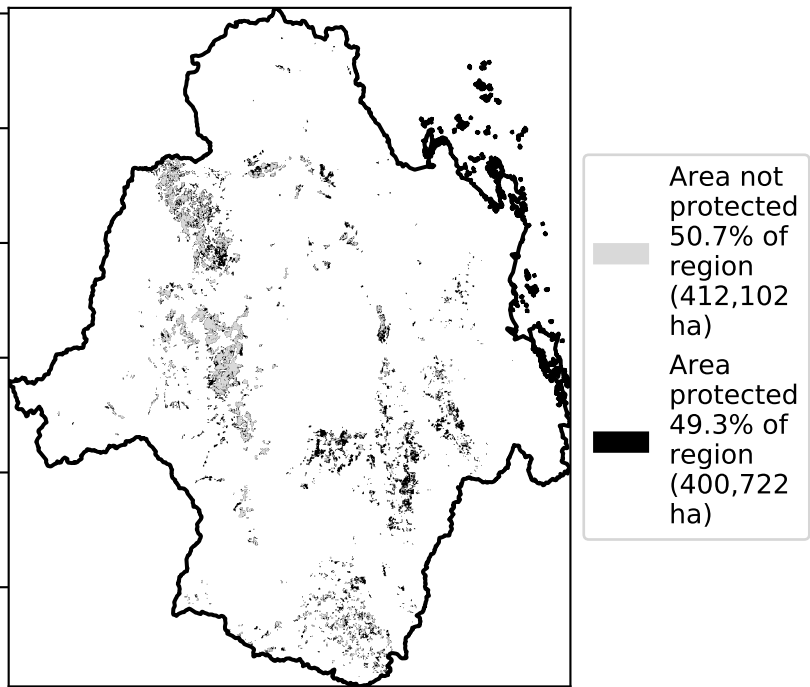 Area not
protected
50.7% of
region
(412,102
ha)
Area
protected
49.3% of
region
(400,722
ha)